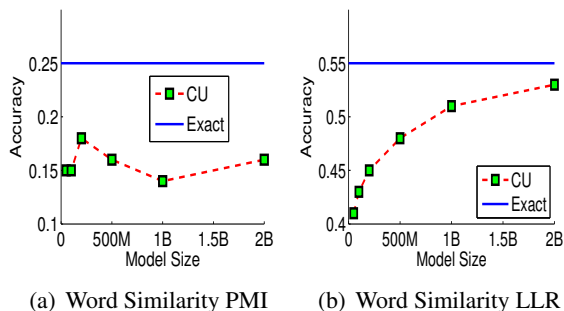 0.25
0.15
0.1
0
500M
1B
1.5B
2B
Accuracy
Model Size
CU
Exact
(a) Word Similarity PMI
0.55
0.5
0.45
0.4
0
500M
1B
1.5B
2B
Accuracy
Model Size
CU
Exact
(b) Word Similarity LLR